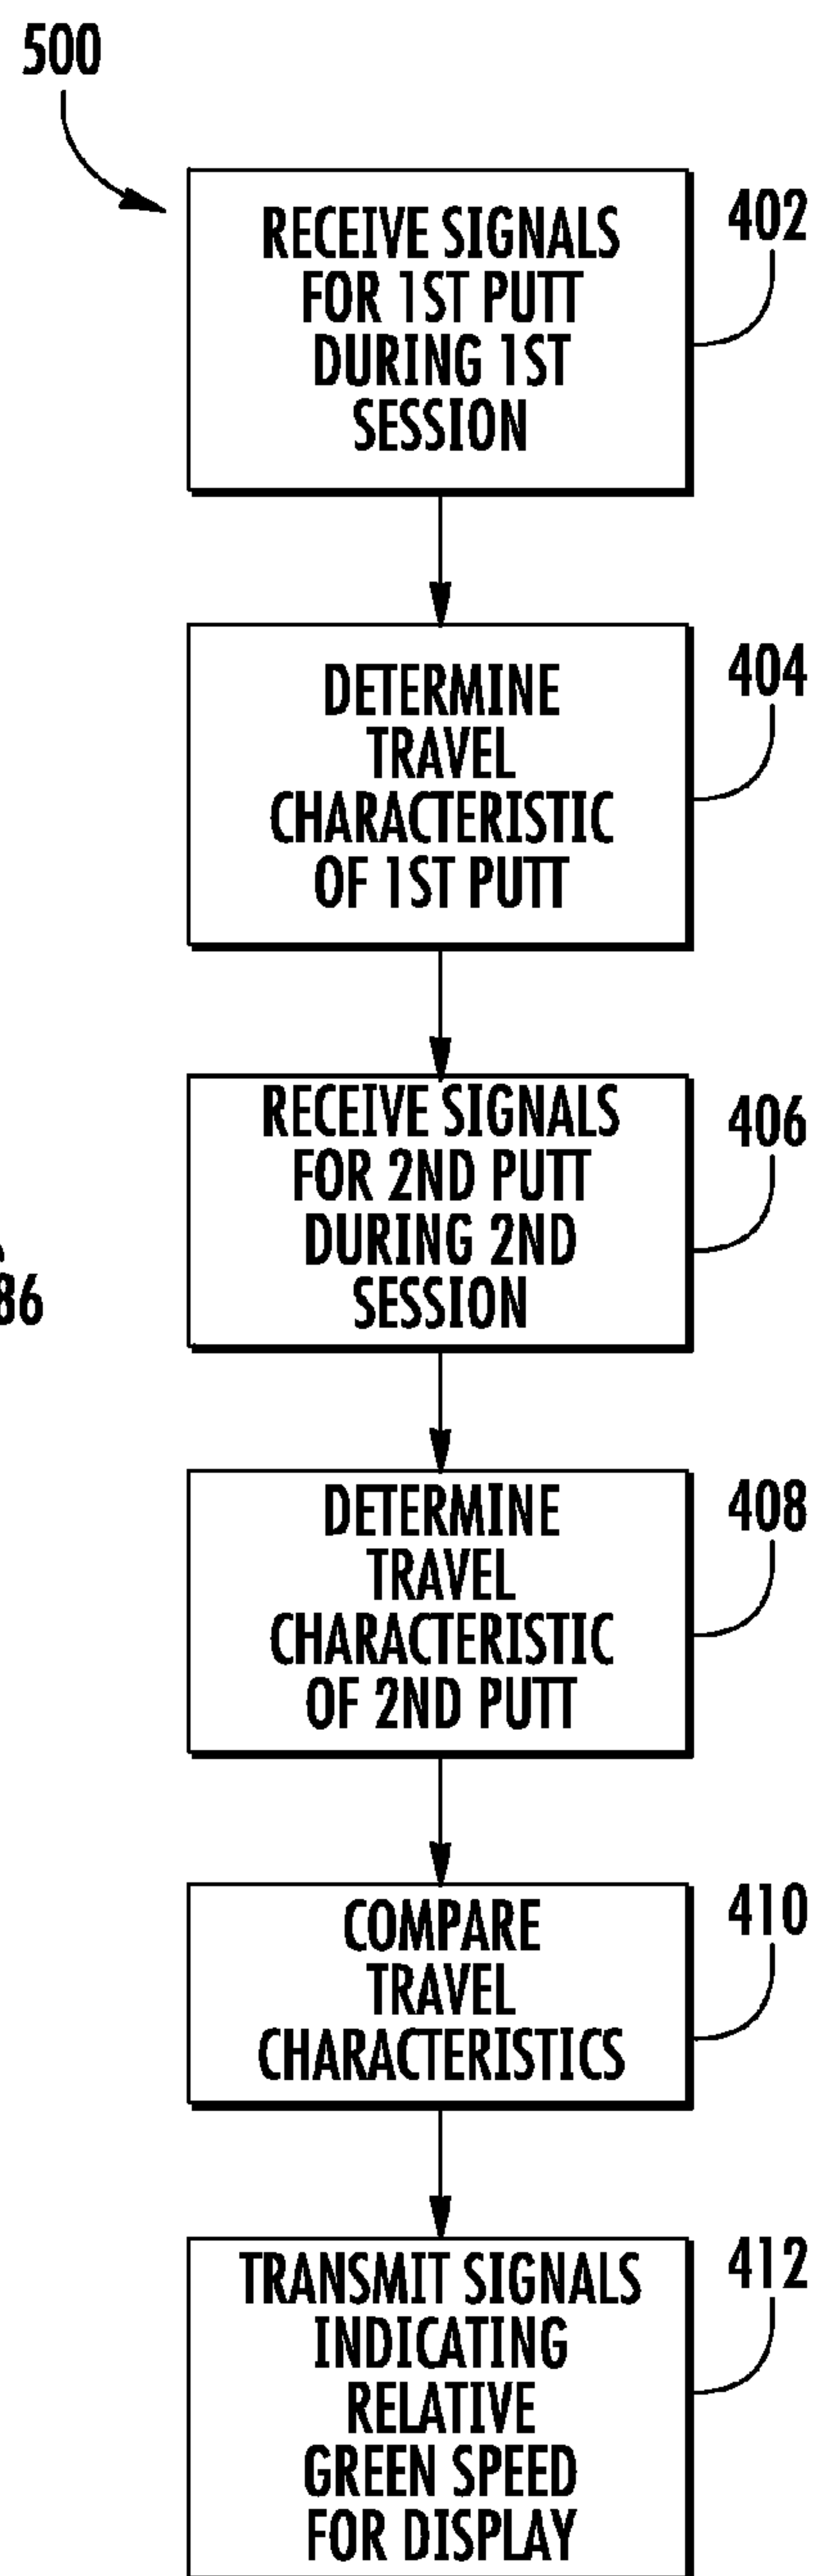 500
RECEIVE SIGNALS
FOR 1ST PUTT
DURING 1ST
SESSION
402
DETERMINE
TRAVEL
CHARACTERISTIC
OF 1ST PUTT
404
RECEIVE SIGNALS
FOR 2ND PUTT
DURING 2ND
SESSION
406
86
DETERMINE
TRAVEL
CHARACTERISTIC
OF 2ND PUTT
408
COMPARE
TRAVEL
CHARACTERISTICS
410
TRANSMIT SIGNALS
INDICATING
RELATIVE
GREEN SPEED
FOR DISPLAY
412